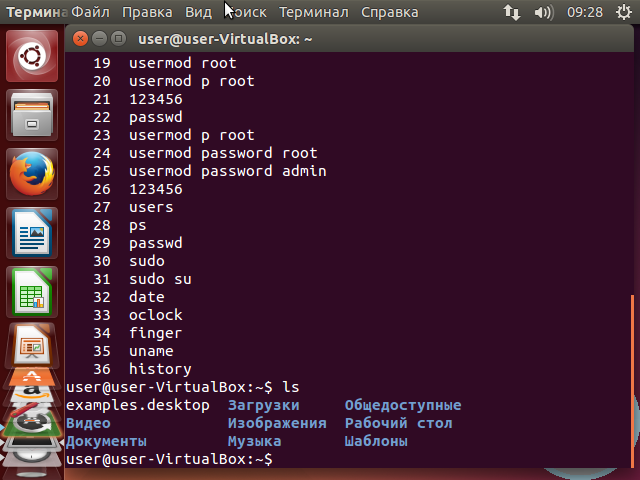 Термина Файл Правка Вид оиск Терминал Справка 09:28
user@user-VirtualBox: ~
19 usermod root
20 usermod p root
21 123456
22 passwd
23 usermod p root
24 usermod password root
25 usermod password admin
26 123456
27 users
28 ps
29 passwd
30 sudo
31 sudo su
32 date
33 oclock
34 finger
35 uname
36 history
user@user-VirtualBox:~$ ls
examples.desktop Загрузки Общедоступные
Видео Изображения Рабочий стол
Документы Музыка Шаблоны
user@user-VirtualBox:~$